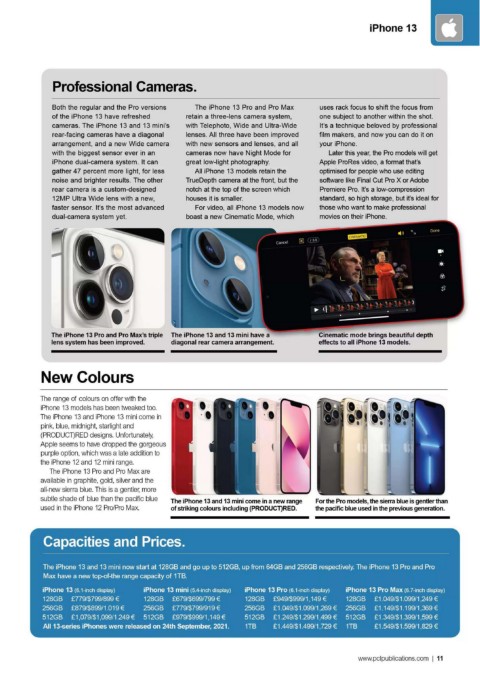 iPhone 13
Professional Cameras.
Both the regular and the Pro versions
of the iPhone 13 have refreshed
cameras. The iPhone 13 and 13 mini's
rear-facing cameras have a diagonal
arrangement, and a new Wide camera
with the biggest sensor ever in an
iPhone dual-camera system. It can
gather 47 percent more light, for less
noise and brighter results. The other
rear camera is a custom-designed
12MP Ultra Wide lens with a new,
faster sensor. It's the most advanced
dual-camera system yet.
The iPhone 13 Pro and Pro Max
retain a three-lens camera system,
with Telephoto, Wide and Ultra-Wide
lenses. All three have been improved
with new sensors and lenses, and all
cameras now have Night Mode for
great low-light photography.
All iPhone 13 models retain the
TrueDepth camera at the front, but the
notch at the top of the screen which
houses it is smaller.
For video, all iPhone 13 models now
boast a new Cinematic Mode, which
uses rack focus to shift the focus from
one subject to another within the shot.
It's a technique beloved by professional
film makers, and now you can do it on
your iPhone.
Later this year, the Pro models will get
Apple ProRes video, a format that's
optimised for people who use editing
software like Final Cut Pro X or Adobe
Premiere Pro. It's a low-compression
standard, so high storage, but it's ideal for
those who want to make professional
movies on their iPhone.
Cancel
Done
The iPhone 13 Pro and Pro Max's triple
lens system has been improved.
The iPhone 13 and 13 mini have a
diagonal rear camera arrangement.
Cinematic mode brings beautiful depth
effects to all iPhone 13 models.
New Colours
The range of colours on offer with the
iPhone 13 models has been tweaked too.
The iPhone 13 and iPhone 13 mini come in
pink, blue, midnight, starlight and
(PRODUCT)RED designs. Unfortunately,
Apple seems to have dropped the gorgeous
purple option, which was a late addition to
the iPhone 12 and 12 mini range.
The iPhone 13 Pro and Pro Max are
available in graphite, gold, silver and the
all-new sierra blue. This is a gentler, more
subtle shade of blue than the pacific blue
used in the iPhone 12 Pro/Pro Max.
The iPhone 13 and 13 mini come in a new range
of striking colours including (PRODUCT)RED.
For the Pro models, the sierra blue is gentler than
the pacific blue used in the previous generation.
Capacities and Prices.
The iPhone 13 and 13 mini now start at 128GB and go up to 512GB, up from 64GB and 256GB respectively. The iPhone 13 Pro and Pro
Max have a new top-of-the range capacity of 1TB.
iPhone 13 (6.1-inch display)
128GB £779/$799/899 €
256GB £879/$899/1.019 €
512GB £1,079/$1,099/1.249 €
iPhone 13 mini (5.4-inch display)
128GB £679/$699/799 €
256GB £779/$799/919 €
512GB £979/$999/1,149 €
iPhone 13 Pro (6.1-inch display)
128GB £949/$999/1,149 €
256GB £1.049/$1.099/1,269 €
512GB £1.249/$1.299/1,499 €
1TB £1.449/$1.499/1,729 €
iPhone 13 Pro Max (6.7-inch display)
128GB £1.049/$1.099/1,249 €
256GB £1.149/$1.199/1,369 €
512GB £1.349/$1.399/1,599 €
1TB £1.549/$1.599/1,829 €
All 13-series iPhones were released on 24th September, 2021.
www.pclpublications.com | 11